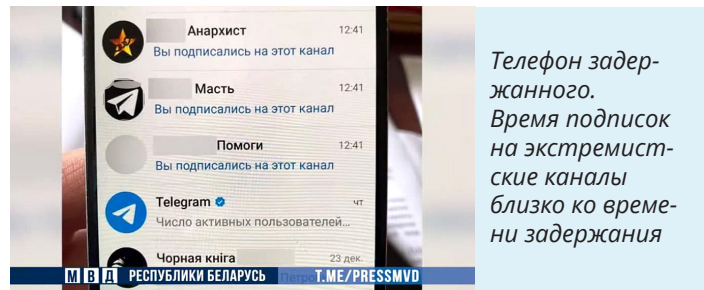 Анархист 12:41
Вы подписались на этот канал
Масть 12:41
Вы подписались на этот канал
Помоги 12:41
Вы подписались на этот канал
Telegram чт
Число активных пользователей...
Чорная кніга 23 дек.
МВД РЕСПУБЛИКИ БЕЛАРУСЬ T.ME/PRESSMVD
Телефон задер-
жанного.
Время подписок
на экстремист-
ские каналы
близко ко време-
ни задержания